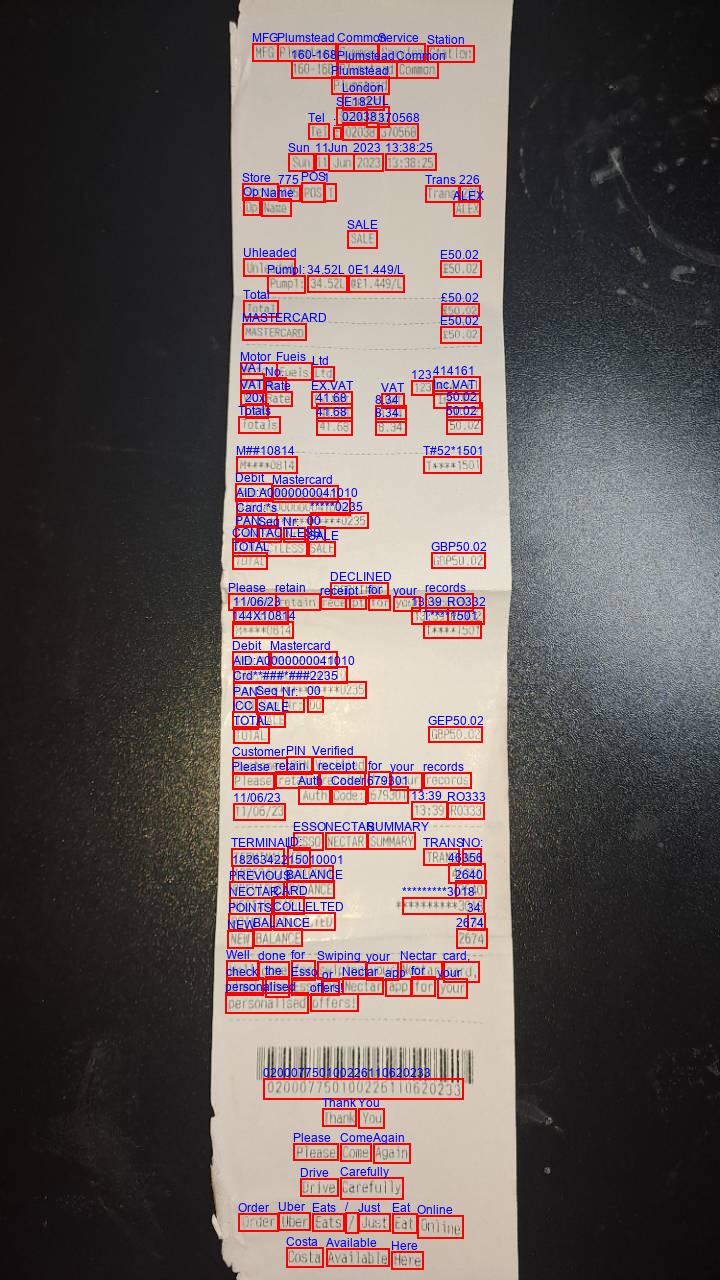 MFG Plumstead Common Service Station
160-168 Plumstead Common
Plumstead
London
SE18 2UL
Tel : 02038 370568
Sun 11 Jun 2023 13:38:25
Store 775 POS 1 Trans 226
Op Name ALEX
SALE
Unleaded £50.02
Pump1: 34.52L @£1.449/L
Total £50.02
MASTERCARD £50.02
Motor Fuels Ltd
VAT No: 123 414161
VAT Rate EX.VAT VAT Inc.VAT
20% 41.68 8.34 50.02
Totals 41.68 8.34 50.02
M****0814 T****1501
Debit Mastercard
AID:A0000000041010
PAN Seq Nr: 00
CONTACTLESS SALE
TOTAL GBP50.02
DECLINED
Please retain receipt for your records
11/06/23 13:39 RO332
M****0814 T****1501
Debit Mastercard
AID:A0000000041010
PAN Seq Nr: 00
ICC SALE
TOTAL GBP50.02
Customer PIN Verified
Please retain receipt for your records
Auth Code: 679301
11/06/23 13:39 RO333
ESSO NECTAR SUMMARY
TERMINAL ID: TRANS NO:
1826342215010001 46356
PREVIOUS BALANCE 2640
NECTAR CARD **********3018
POINTS COLLECTED 34
NEW BALANCE 2674
Well done for Swiping your Nectar card,
check the Esso or Nectar app for your
personalised offers!
020007750100226110620233
Thank You
Please Come Again
Drive Carefully
Order Uber Eats / Just Eat Online
Costa Available Here